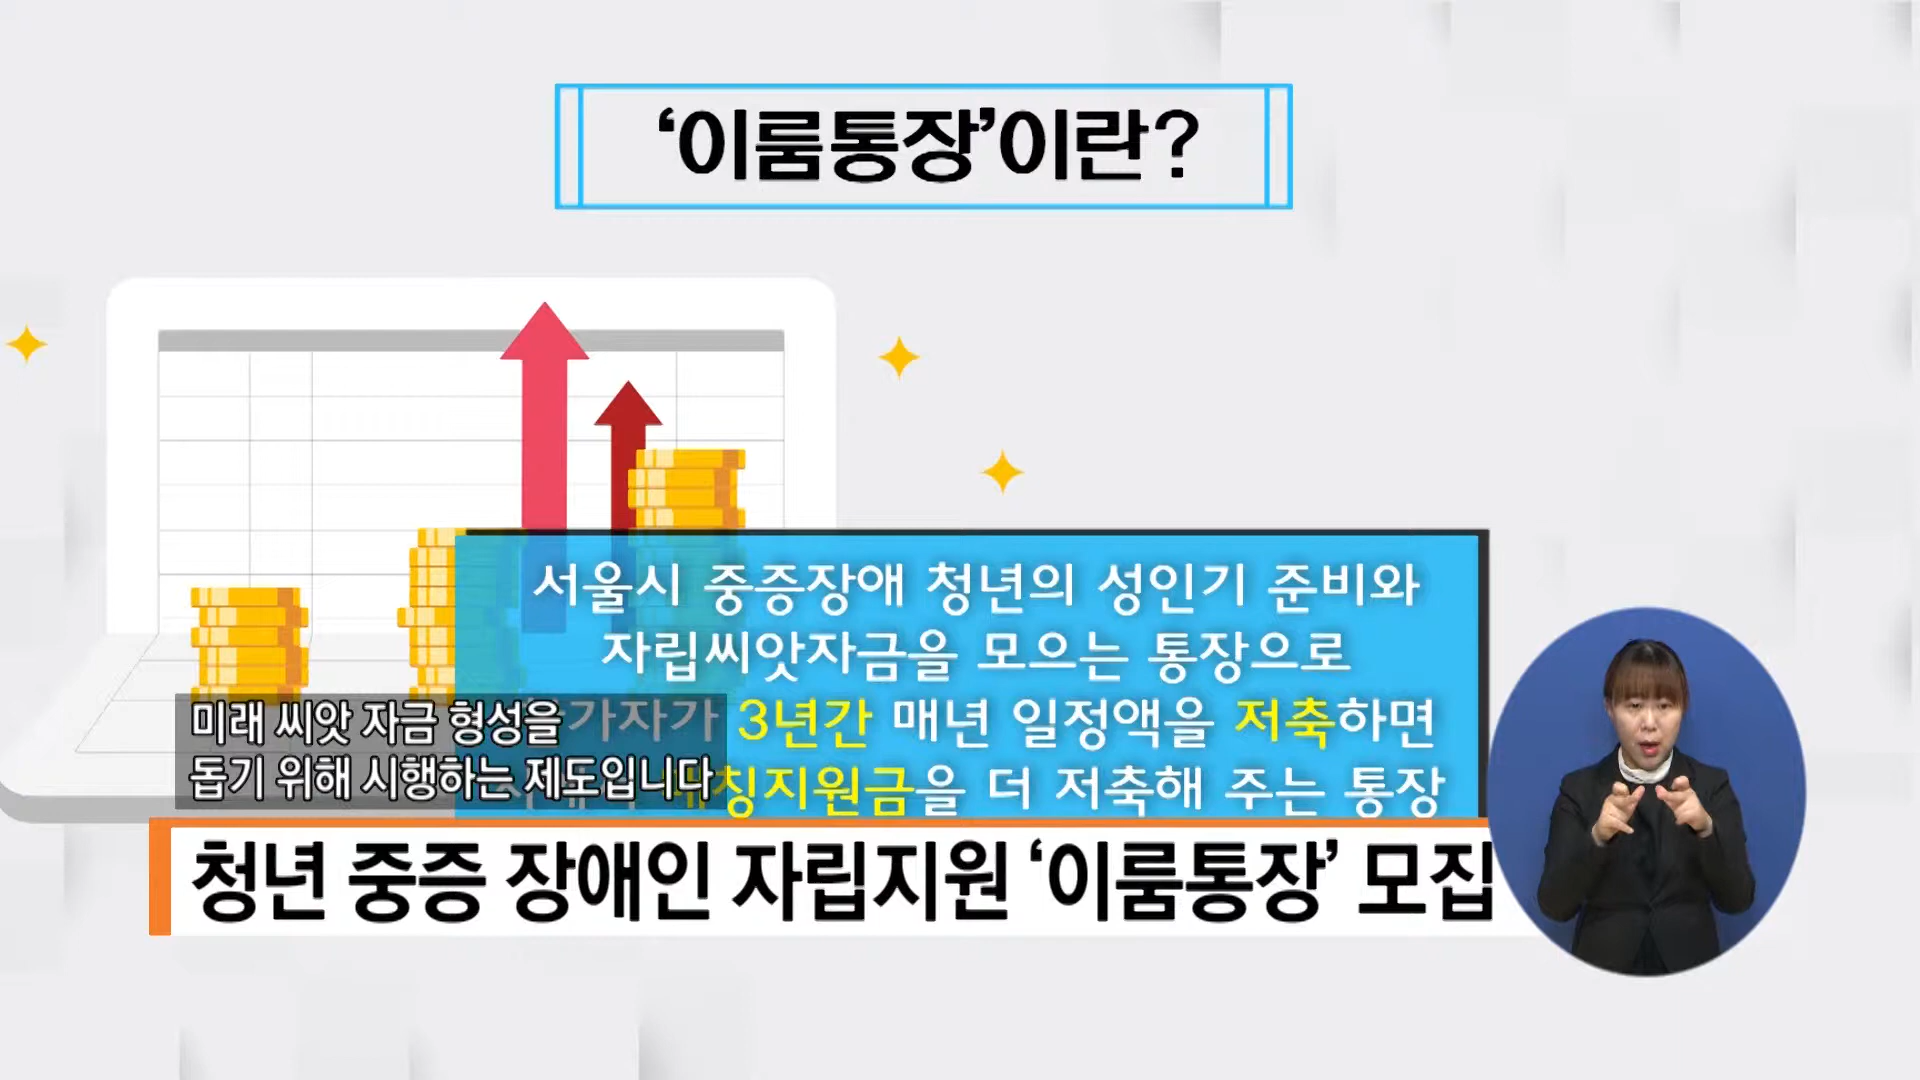 ‘이룸통장’이란?
서울시 중증장애 청년의 성인기 준비와
자립씨앗자금을 모으는 통장으로
가자가 3년간 매년 일정액을 저축하면
매칭지원금을 더 저축해 주는 통장
미래 씨앗 자금 형성을
돕기 위해 시행하는 제도입니다
청년 중증 장애인 자립지원 ‘이룸통장’ 모집